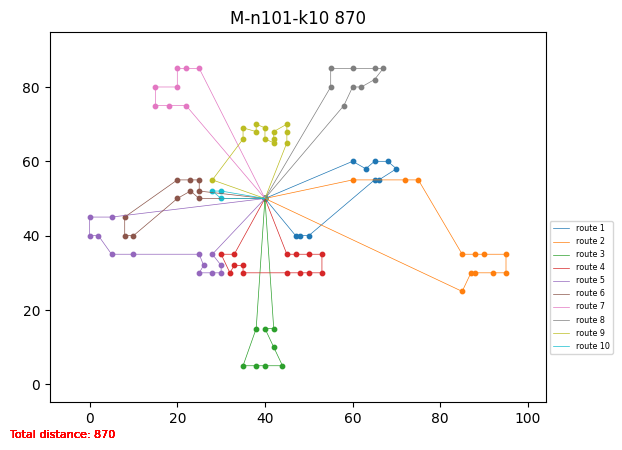 M-n101-k10 870
80
60
40
20
0
0 20 40 60 80 100
route 1
route 2
route 3
route 4
route 5
route 6
route 7
route 8
route 9
route 10
Total distance: 870